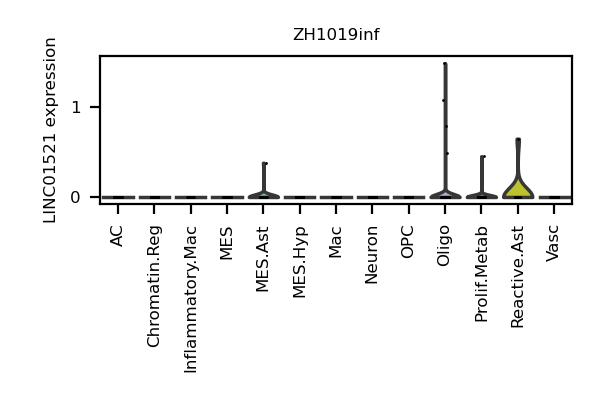 ZH1019inf
LINC01521 expression
1
0
AC
Chromatin.Reg
Inflammatory.Mac
MES
MES.Ast
MES.Hyp
Mac
Neuron
OPC
Oligo
Prolif.Metab
Reactive.Ast
Vasc